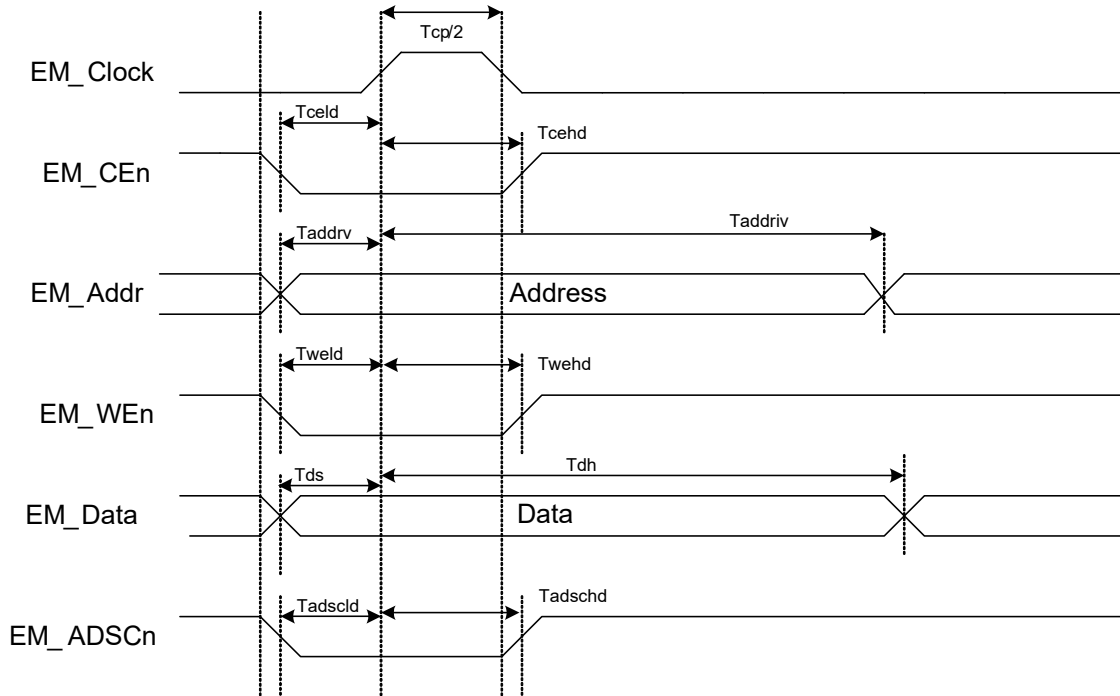 Tcp/2
EM_Clock
Tceld
Tcehd
EM_CEn
Taddrv
Taddriv
EM_Addr
Address
Tweld
Twehd
EM_WEn
Tds
Tdh
EM_Data
Data
Tadscld
Tadschd
EM_ADSCn